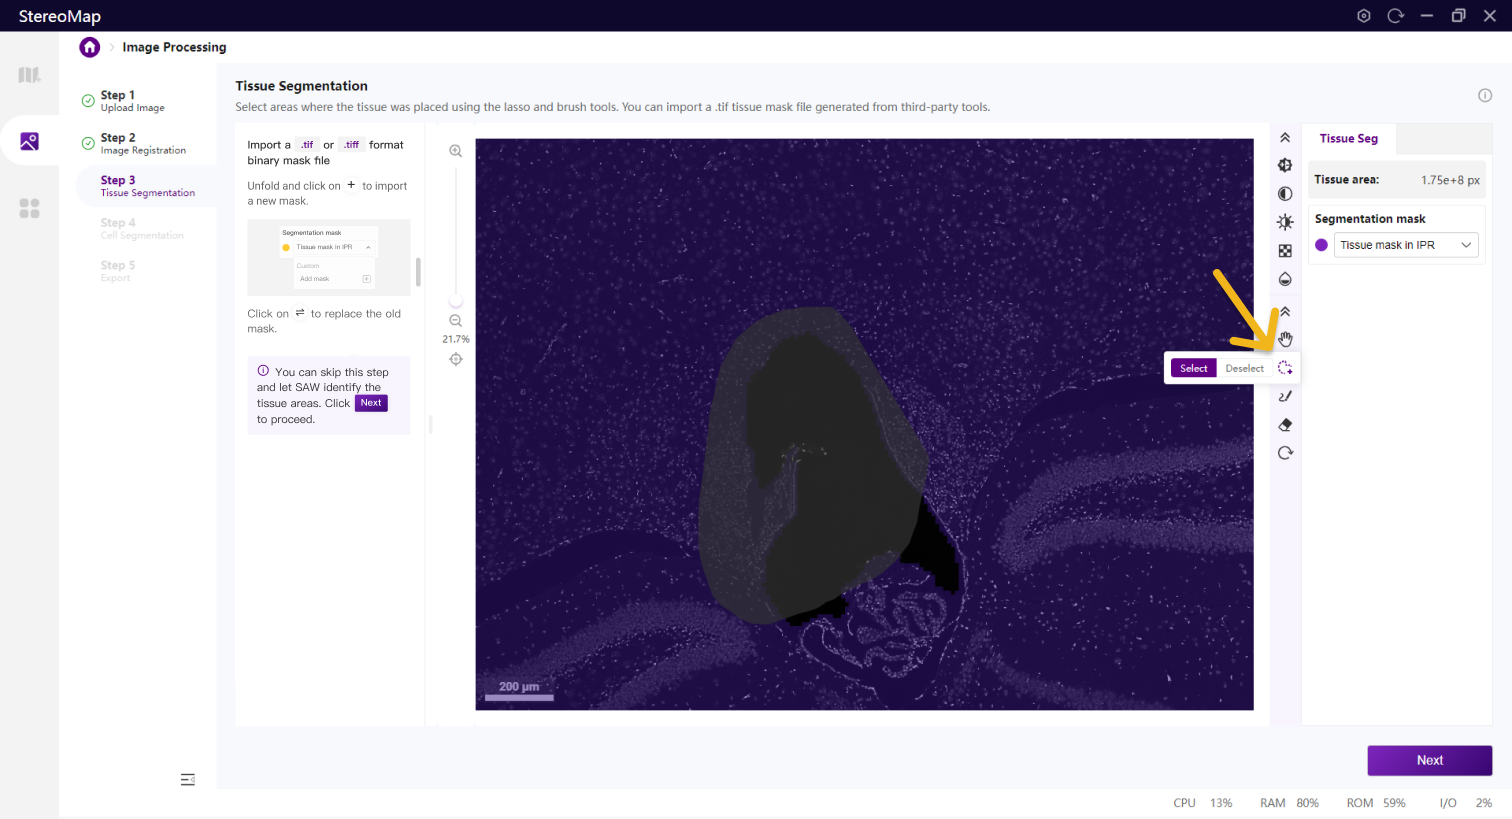 StereoMap
Image Processing
Step 1
Upload Image
Step 2
Image Registration
Step 3
Tissue Segmentation
Step 4
Cell Segmentation
Step 5
Export
Tissue Segmentation
Select areas where the tissue was placed using the lasso and brush tools. You can import a .tif tissue mask file generated from third-party tools.
Import a .tif or .tiff format
binary mask file
Unfold and click on + to import
a new mask.
Segmentation mask
Tissue mask in IPR
Custom
Add mask
Click on ⇌ to replace the old
mask.
You can skip this step
and let SAW identify the
tissue areas. Click Next
to proceed.
21.7%
200 μm
Select Deselect
Tissue Seg
Tissue area: 1.75e+8 px
Segmentation mask
Tissue mask in IPR
Next
CPU 13% RAM 80% ROM 59% I/O 2%